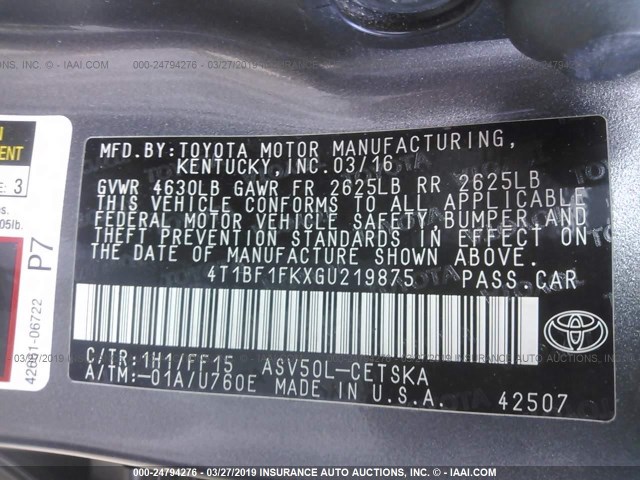 000-24794276 - 03/27/2019 INSURANCE AUTO AUCTIONS - IAAI.COM
MFD.BY:TOYOTA MOTOR MANUFACTURING,
KENTUCKY,INC.03/16
GVWR 4630LB GAWR FR 2625LB RR 2625LB
THIS VEHICLE CONFORMS TO ALL APPLICABLE
FEDERAL MOTOR VEHICLE SAFETY,BUMPER,AND
THEFT PREVENTION STANDARDS IN EFFECT ON
THE DATE OF MANUFACTURE SHOWN ABOVE.
4T1BF1FKXGU219875 PASS.CAR
C/TR:1H1/FF15 ASV50L-CETSKA
A/TM:-01A/U760E MADE IN U.S.A.
42507
3
P7
000-24794276 - 03/27/2019 INSURANCE AUTO AUCTIONS - IAAI.COM